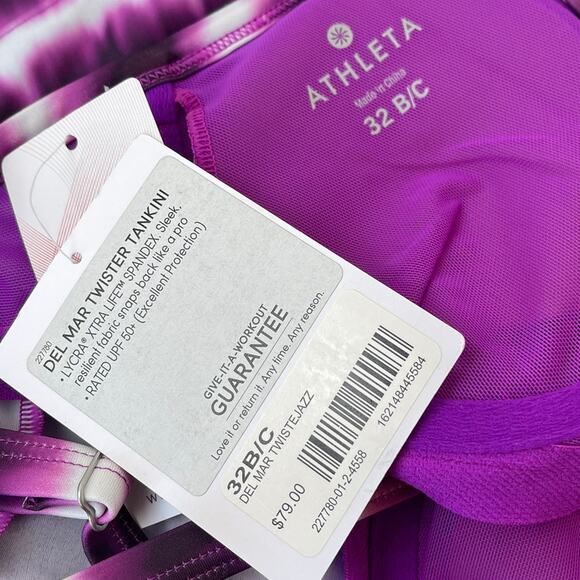 ATHLETA
Made in China
32 B/C
227780
DEL MAR TWISTER TANKINI
• LYCRA® XTRA LIFE™ SPANDEX. Sleek,
resilient fabric snaps back like a pro
• RATED UPF 50+ (Excellent Protection)
GIVE-IT-A-WORKOUT
GUARANTEE
Love it or return it. Any time. Any reason.
32B/C
DEL MAR TWISTEJAZZ
$79.00
227780-01-2-4558
162148445584
W